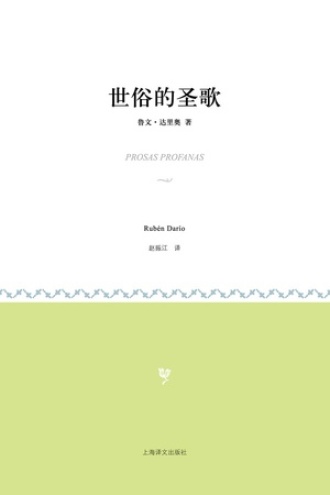 世俗的圣歌
鲁文·达里奥 著
PROSAS PROFANAS
Rubén Darío
赵振江 译
上海译文出版社